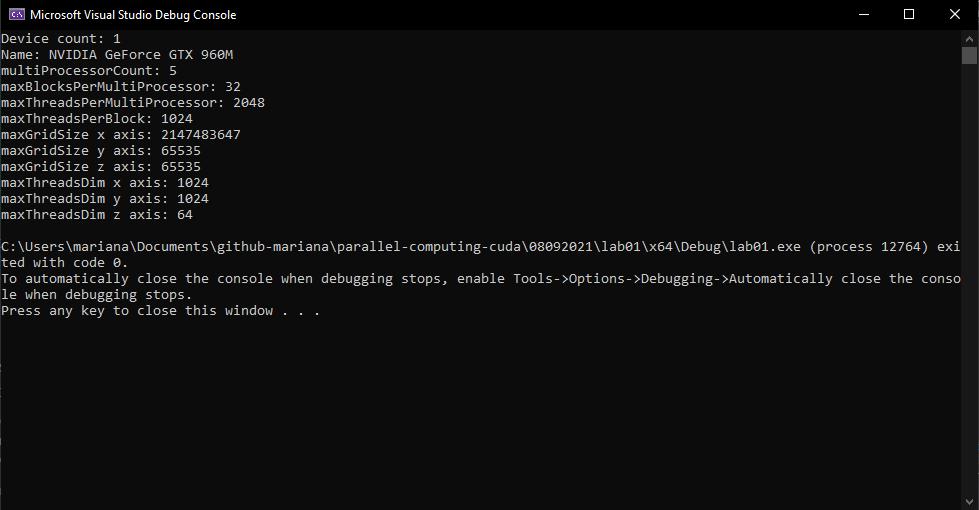 Microsoft Visual Studio Debug Console
Device count: 1
Name: NVIDIA GeForce GTX 960M
multiProcessorCount: 5
maxBlocksPerMultiProcessor: 32
maxThreadsPerMultiProcessor: 2048
maxThreadsPerBlock: 1024
maxGridSize x axis: 2147483647
maxGridSize y axis: 65535
maxGridSize z axis: 65535
maxThreadsDim x axis: 1024
maxThreadsDim y axis: 1024
maxThreadsDim z axis: 64
C:\Users\mariana\Documents\github-mariana\parallel-computing-cuda\08092021\lab01\x64\Debug\lab01.exe (process 12764) exi
ted with code 0.
To automatically close the console when debugging stops, enable Tools->Options->Debugging->Automatically close the conso
le when debugging stops.
Press any key to close this window . . .